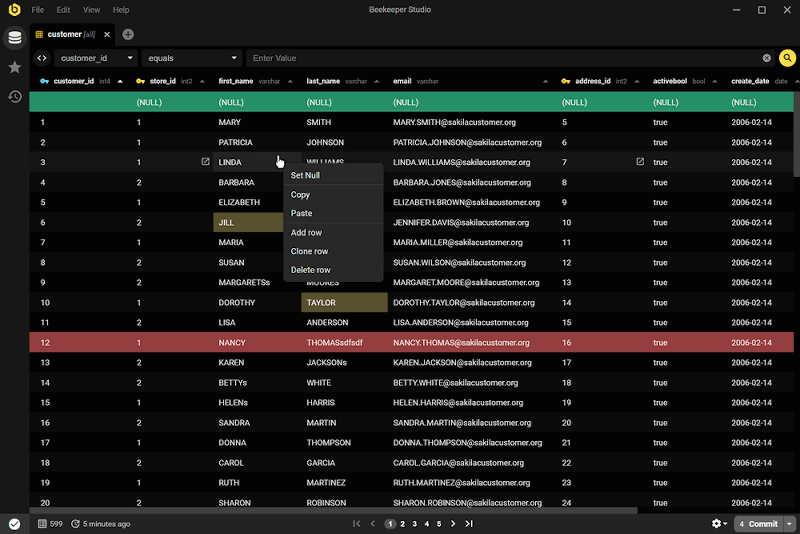 File Edit View Help Beekeeper Studio
customer [all]
customer_id equals Enter Value
customer_id int4 store_id int2 first_name varchar last_name varchar email varchar address_id int2 activebool bool create_date date
(NULL) (NULL) (NULL) (NULL) (NULL) (NULL) (NULL)
1 1 MARY SMITH MARY.SMITH@sakilacustomer.org 5 true 2006-02-14
2 1 PATRICIA JOHNSON PATRICIA.JOHNSON@sakilacustomer.org 6 true 2006-02-14
3 1 LINDA WILLIAMS LINDA.WILLIAMS@sakilacustomer.org 7 true 2006-02-14
Set Null
4 2 BARBARA BARBARA.JONES@sakilacustomer.org 8 true 2006-02-14
Copy
5 1 ELIZABETH ELIZABETH.BROWN@sakilacustomer.org 9 true 2006-02-14
Paste
6 2 JILL JENNIFER.DAVIS@sakilacustomer.org 10 true 2006-02-14
Add row
7 1 MARIA MARIA.MILLER@sakilacustomer.org 11 true 2006-02-14
Clone row
8 2 SUSAN SUSAN.WILSON@sakilacustomer.org 12 true 2006-02-14
Delete row
9 2 MARGARETSs MOOREs MARGARET.MOORE@sakilacustomer.org 13 true 2006-02-14
10 1 DOROTHY TAYLOR DOROTHY.TAYLOR@sakilacustomer.org 14 true 2006-02-14
11 2 LISA ANDERSON LISA.ANDERSON@sakilacustomer.org 15 true 2006-02-14
12 1 NANCY THOMASsdfsdf NANCY.THOMAS@sakilacustomer.org 16 true 2006-02-14
13 2 KAREN JACKSONs KAREN.JACKSON@sakilacustomer.org 17 true 2006-02-14
14 2 BETTYs WHITE BETTY.WHITE@sakilacustomer.org 18 true 2006-02-14
15 1 HELENs HARRIS HELEN.HARRIS@sakilacustomer.org 19 true 2006-02-14
16 2 SANDRA MARTIN SANDRA.MARTIN@sakilacustomer.org 20 true 2006-02-14
17 1 DONNA THOMPSON DONNA.THOMPSON@sakilacustomer.org 21 true 2006-02-14
18 2 CAROL GARCIA CAROL.GARCIA@sakilacustomer.org 22 true 2006-02-14
19 1 RUTH MARTINEZ RUTH.MARTINEZ@sakilacustomer.org 23 true 2006-02-14
20 2 SHARON ROBINSON SHARON.ROBINSON@sakilacustomer.org 24 true 2006-02-14
599 5 minutes ago 1 2 3 4 5 4 Commit